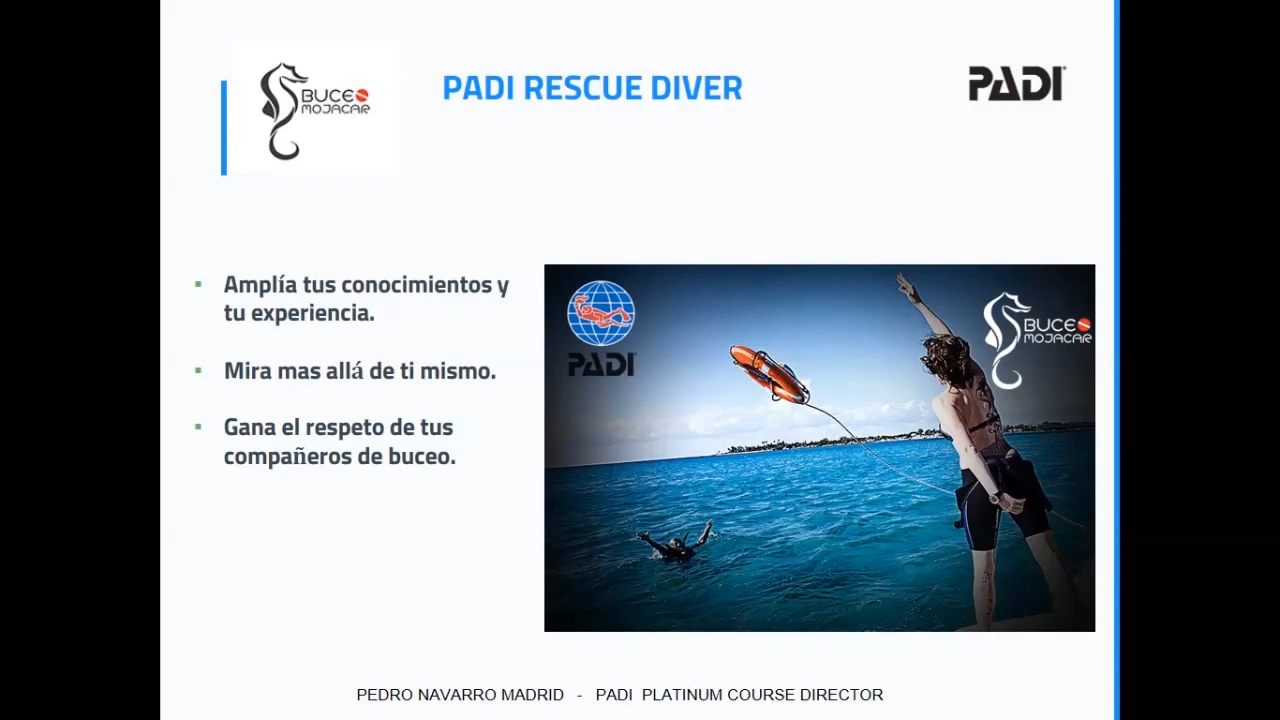 BUCEO
MOJACAR
PADI RESCUE DIVER
PADI
Amplía tus conocimientos y
tu experiencia.
Mira mas allá de ti mismo.
Gana el respeto de tus
compañeros de buceo.
PADI
BUCEO
MOJACAR
PEDRO NAVARRO MADRID - PADI PLATINUM COURSE DIRECTOR